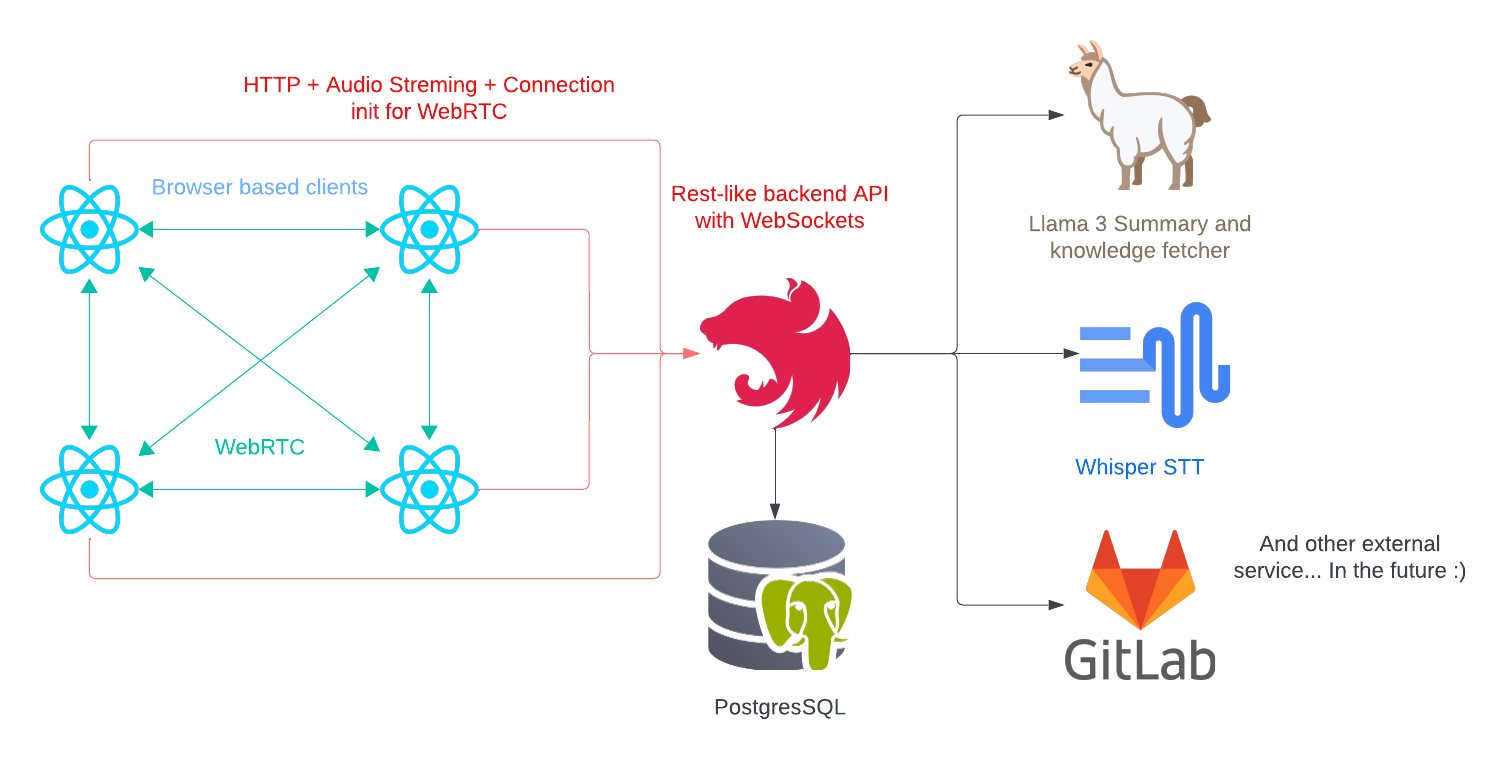 HTTP + Audio Streming + Connection
init for WebRTC
Browser based clients
Rest-like backend API
with WebSockets
Llama 3 Summary and
knowledge fetcher
WebRTC
Whisper STT
And other external
service... In the future :)
GitLab
PostgresSQL